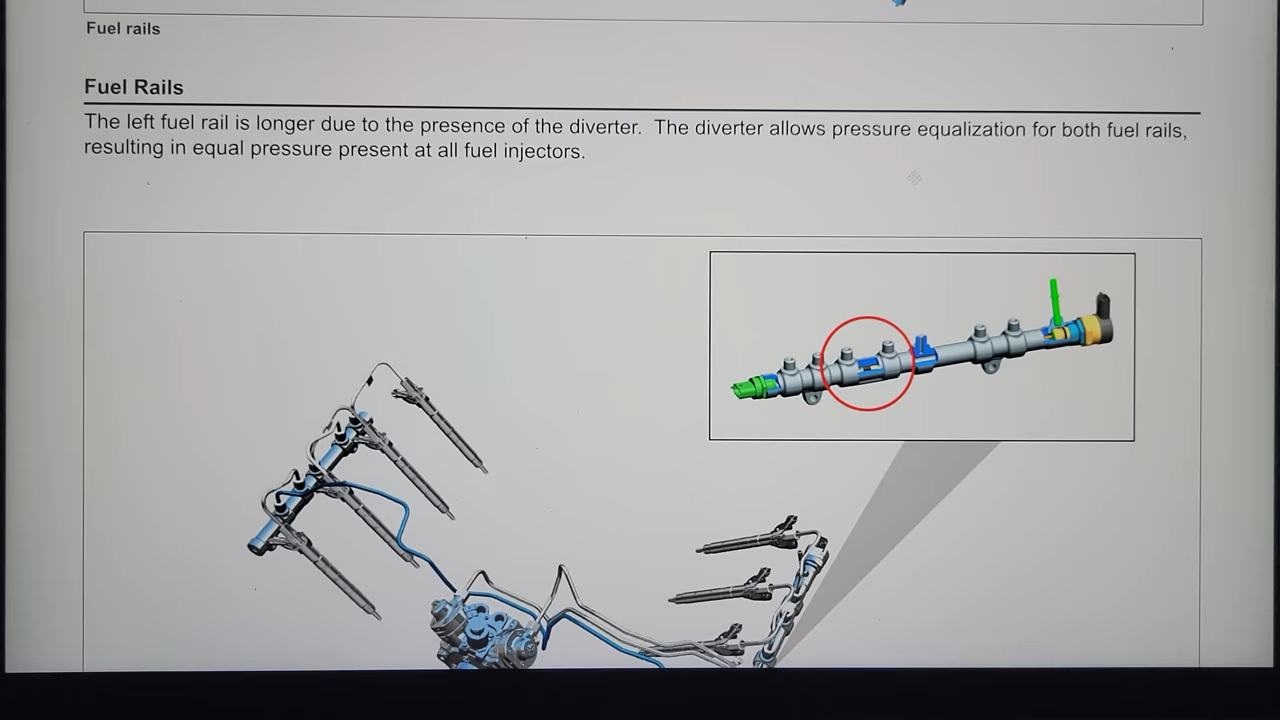 Fuel rails
Fuel Rails
The left fuel rail is longer due to the presence of the diverter.  The diverter allows pressure equalization for both fuel rails,
resulting in equal pressure present at all fuel injectors.